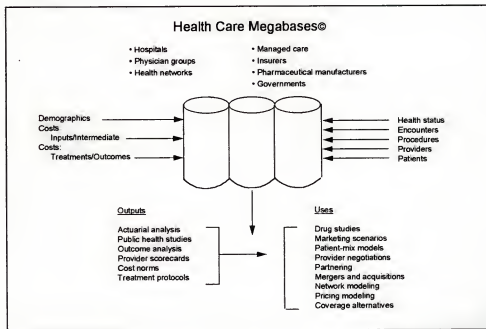 Health Care Megabases©
• Hospitals
• Physician groups
• Health networks
• Managed care
• Insurers
• Pharmaceutical manufacturers
• Governments
Demographics
Costs
Inputs/Intermediate
Costs:
Treatments/Outcomes
Health status
Encounters
Procedures
Providers
Patients
Outputs
Actuarial analysis
Public health studies
Outcome analysis
Provider scorecards
Cost norms
Treatment protocols
Uses
Drug studies
Marketing scenarios
Patient-mix models
Provider negotiations
Partnering
Mergers and acquisitions
Network modeling
Pricing modeling
Coverage alternatives